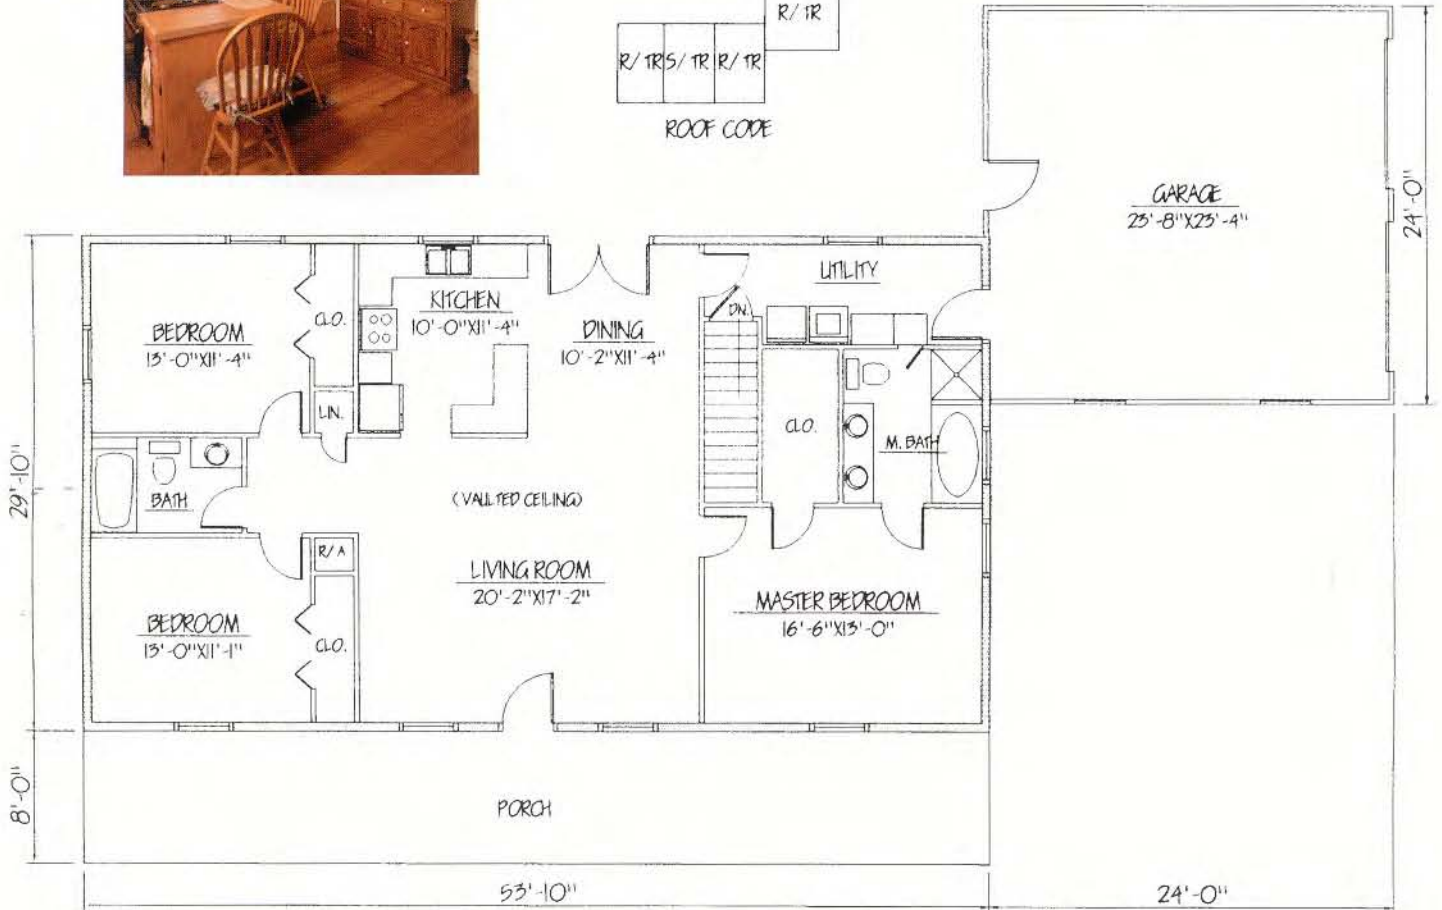 R/TR
R/TR S/TR R/TR
ROOF CODE
GARAGE
23'-8"X23'-4"
24'-0"
UTILITY
KITCHEN
10'-0"X11'-4"
DINING
10'-2"X11'-4"
DN.
BEDROOM
13'-0"X11'-4"
CLO.
LIN.
CLO.
M. BATH
BATH
29'-10"
(VAULTED CEILING)
R/A
LIVING ROOM
20'-2"X17'-2"
MASTER BEDROOM
16'-6"X13'-0"
BEDROOM
13'-0"X11'-1"
CLO.
8'-0"
PORCH
53'-10"
24'-0"